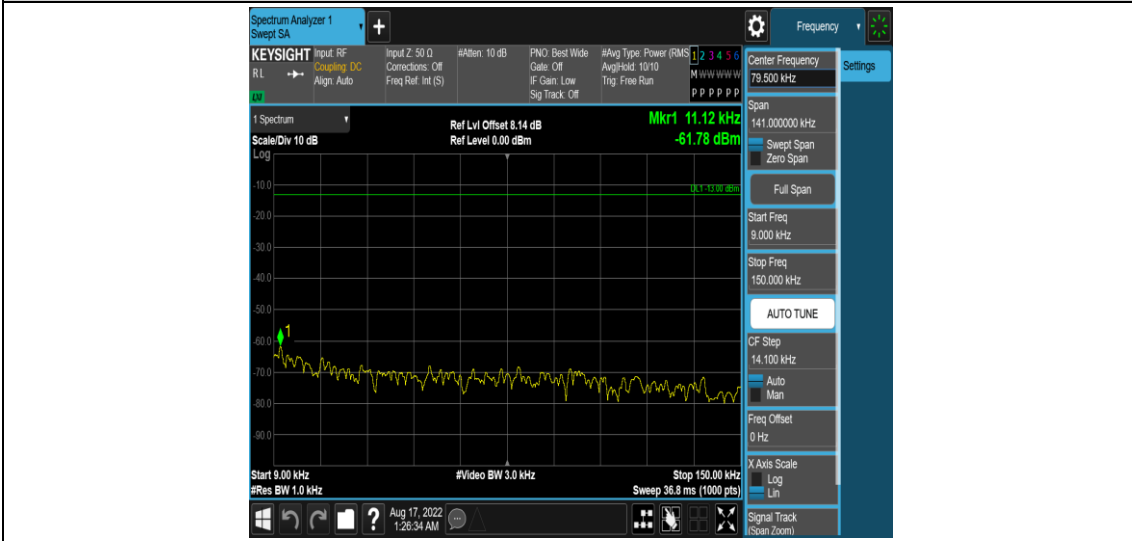 Spectrum Analyzer 1
Swept SA
+
Frequency
KEYSIGHT
RL
LXI
Input: RF
Coupling: DC
Align: Auto
Input Z: 50 Ω
Corrections: Off
Freq Ref: Int (S)
#Atten: 10 dB
PNO: Best Wide
Gate: Off
IF Gain: Low
Sig Track: Off
#Avg Type: Power (RMS
Avg|Hold: 10/10
Trig: Free Run
1 2 3 4 5 6
M W W W W W
P P P P P P
1 Spectrum
Scale/Div 10 dB
Log
Ref Lvl Offset 8.14 dB
Ref Level 0.00 dBm
Mkr1 11.12 kHz
-61.78 dBm
DL1 -13.00 dBm
-10.0
-20.0
-30.0
-40.0
-50.0
1
-60.0
-70.0
-80.0
-90.0
Start 9.00 kHz
#Res BW 1.0 kHz
#Video BW 3.0 kHz
Stop 150.00 kHz
Sweep 36.8 ms (1000 pts)
?
Aug 17, 2022
1:26:34 AM
Center Frequency
79.500 kHz
Settings
Span
141.000000 kHz
Swept Span
Zero Span
Full Span
Start Freq
9.000 kHz
Stop Freq
150.000 kHz
AUTO TUNE
CF Step
14.100 kHz
Auto
Man
Freq Offset
0 Hz
X Axis Scale
Log
Lin
Signal Track
(Span Zoom)